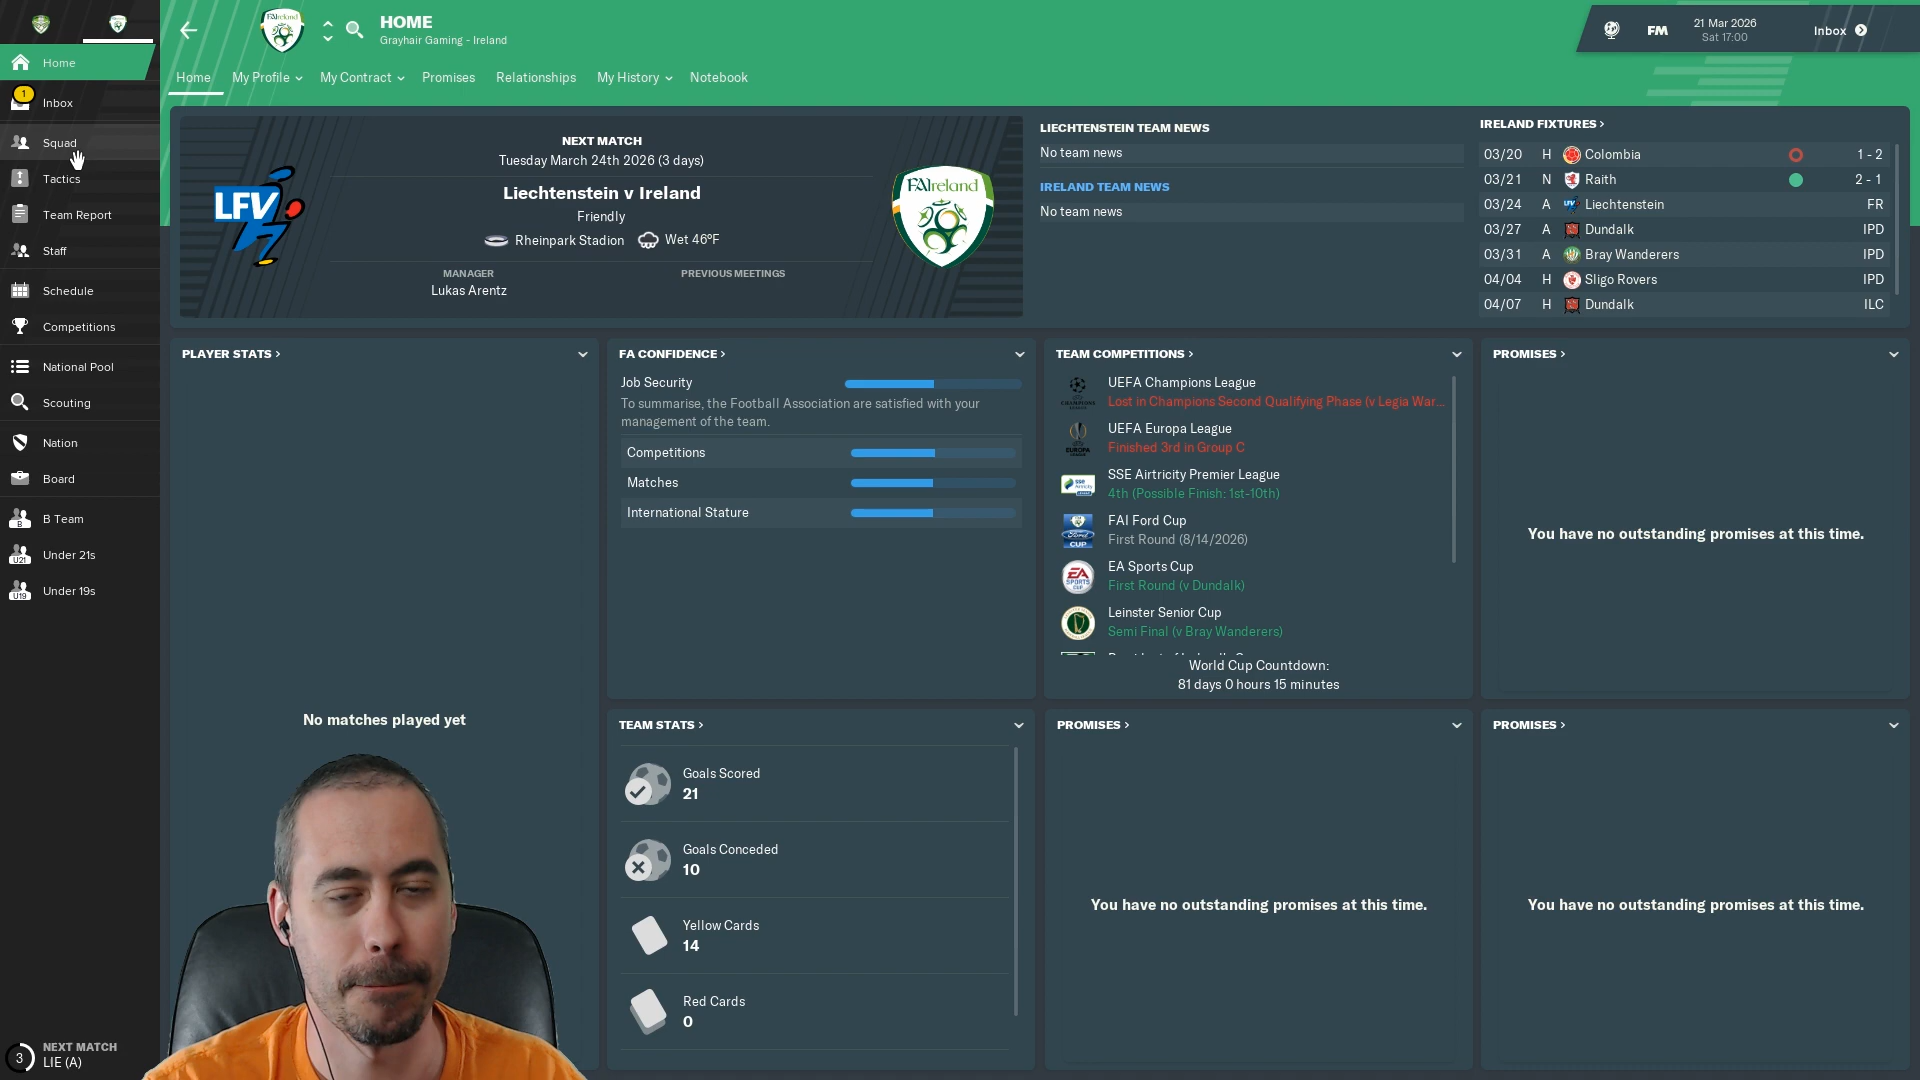 HOME
Grayhair Gaming - Ireland
FM
21 Mar 2026
Sat 17:00
Inbox
Home
My Profile
My Contract
Promises
Relationships
My History
Notebook
Home
1
Inbox
Squad
Tactics
Team Report
Staff
Schedule
Competitions
National Pool
Scouting
Nation
Board
B
B Team
U21
Under 21s
U19
Under 19s
3
NEXT MATCH
LIE (A)
NEXT MATCH
Tuesday March 24th 2026 (3 days)
Liechtenstein v Ireland
Friendly
Rheinpark Stadion
Wet 46ºF
MANAGER
Lukas Arentz
PREVIOUS MEETINGS
LFV
FAIreland
LIECHTENSTEIN TEAM NEWS
No team news
IRELAND TEAM NEWS
No team news
IRELAND FIXTURES >
03/20 H Colombia 1 - 2
03/21 N Raith 2 - 1
03/24 A Liechtenstein FR
03/27 A Dundalk IPD
03/31 A Bray Wanderers IPD
04/04 H Sligo Rovers IPD
04/07 H Dundalk ILC
PLAYER STATS >
No matches played yet
FA CONFIDENCE >
Job Security
To summarise, the Football Association are satisfied with your
management of the team.
Competitions
Matches
International Stature
TEAM COMPETITIONS >
UEFA Champions League
Lost in Champions Second Qualifying Phase (v Legia War...
UEFA Europa League
Finished 3rd in Group C
SSE Airtricity Premier League
4th (Possible Finish: 1st-10th)
FAI Ford Cup
First Round (8/14/2026)
EA Sports Cup
First Round (v Dundalk)
Leinster Senior Cup
Semi Final (v Bray Wanderers)
World Cup Countdown:
81 days 0 hours 15 minutes
PROMISES >
You have no outstanding promises at this time.
TEAM STATS >
Goals Scored
21
Goals Conceded
10
Yellow Cards
14
Red Cards
0
PROMISES >
You have no outstanding promises at this time.
PROMISES >
You have no outstanding promises at this time.